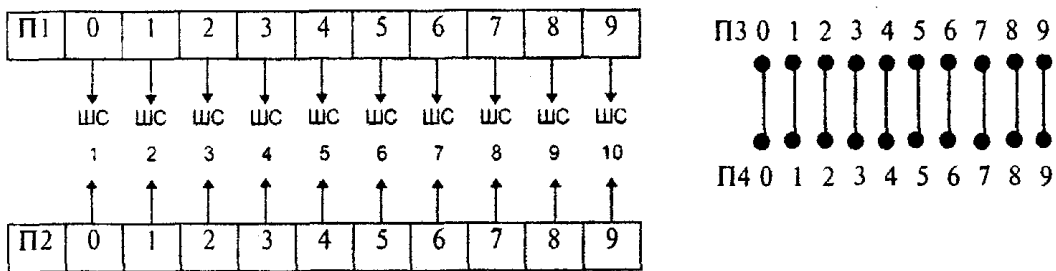 П1 0 1 2 3 4 5 6 7 8 9
П3 0 1 2 3 4 5 6 7 8 9
ШС ШС ШС ШС ШС ШС ШС ШС ШС ШС
1 2 3 4 5 6 7 8 9 10
П4 0 1 2 3 4 5 6 7 8 9
П2 0 1 2 3 4 5 6 7 8 9